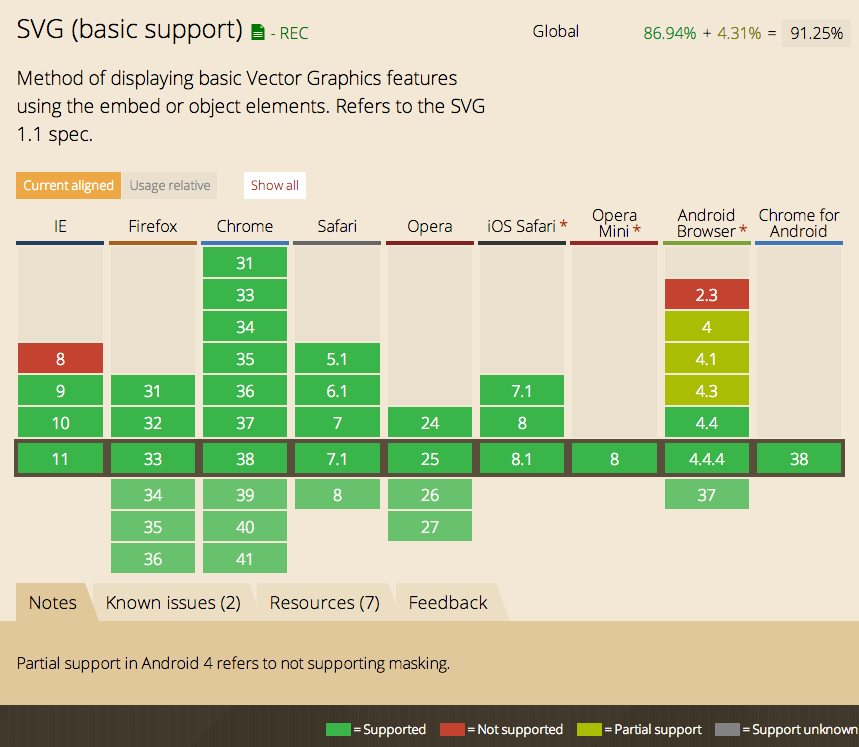 SVG (basic support) - REC
Global
86.94% + 4.31% = 91.25%
Method of displaying basic Vector Graphics features
using the embed or object elements. Refers to the SVG
1.1 spec.
Current aligned Usage relative Show all
IE Firefox Chrome Safari Opera iOS Safari * Opera Mini * Android Browser * Chrome for Android
31
33 2.3
34 4
8 35 5.1 4.1
9 31 36 6.1 7.1 4.3
10 32 37 7 24 8 4.4
11 33 38 7.1 25 8.1 8 4.4.4 38
34 39 8 26 37
35 40 27
36 41
Notes Known issues (2) Resources (7) Feedback
Partial support in Android 4 refers to not supporting masking.
= Supported = Not supported = Partial support = Support unknown